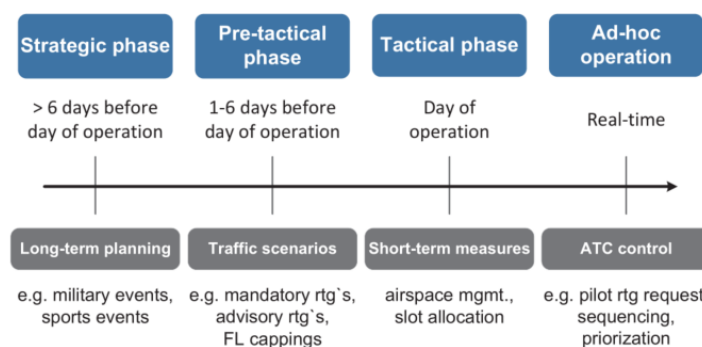 Strategic phase
Pre-tactical
phase
Tactical phase
Ad-hoc
operation
> 6 days before
day of operation
1-6 days before
day of operation
Day of
operation
Real-time
Long-term planning
Traffic scenarios
Short-term measures
ATC control
e.g. military events,
sports events
e.g. mandatory rtg`s,
advisory rtg`s,
FL cappings
airspace mgmt.,
slot allocation
e.g. pilot rtg request
sequencing,
priorization